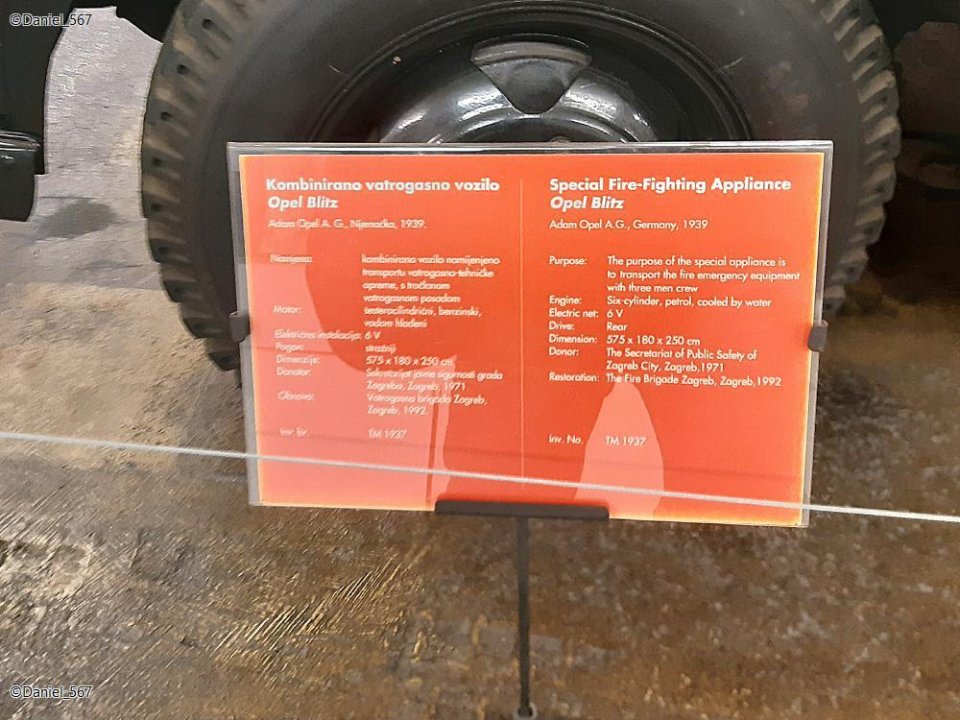 ©Daniel_567
Kombinirano vatrogasno vozilo
Opel Blitz
Adam Opel A. G., Njemačka, 1939.
Namjena: kombinirano vozilo namijenjeno
transportu vatrogasno-tehničke
opreme, s tročlanom
vatrogasnom posadom
Motor: šesterocilindrični, benzinski,
vodom hlađeni
Električna instalacija: 6 V
Pogon: stražnji
Dimenzije: 575 x 180 x 250 cm
Donator: Sekretarijat javne sigurnosti grada
Zagreba, Zagreb, 1971
Obnova: Vatrogasna brigada Zagreb,
Zagreb, 1992.
Inv. Br. TM 1937
Special Fire-Fighting Appliance
Opel Blitz
Adam Opel A.G., Germany, 1939
Purpose: The purpose of the special appliance is
to transport the fire emergency equipment
with three men crew
Engine: Six-cylinder, petrol, cooled by water
Electric net: 6 V
Drive: Rear
Dimension: 575 x 180 x 250 cm
Donor: The Secretariat of Public Safety of
Zagreb City, Zagreb,1971
Restoration: The Fire Brigade Zagreb, Zagreb,1992
Inv. No. TM 1937
©Daniel_567